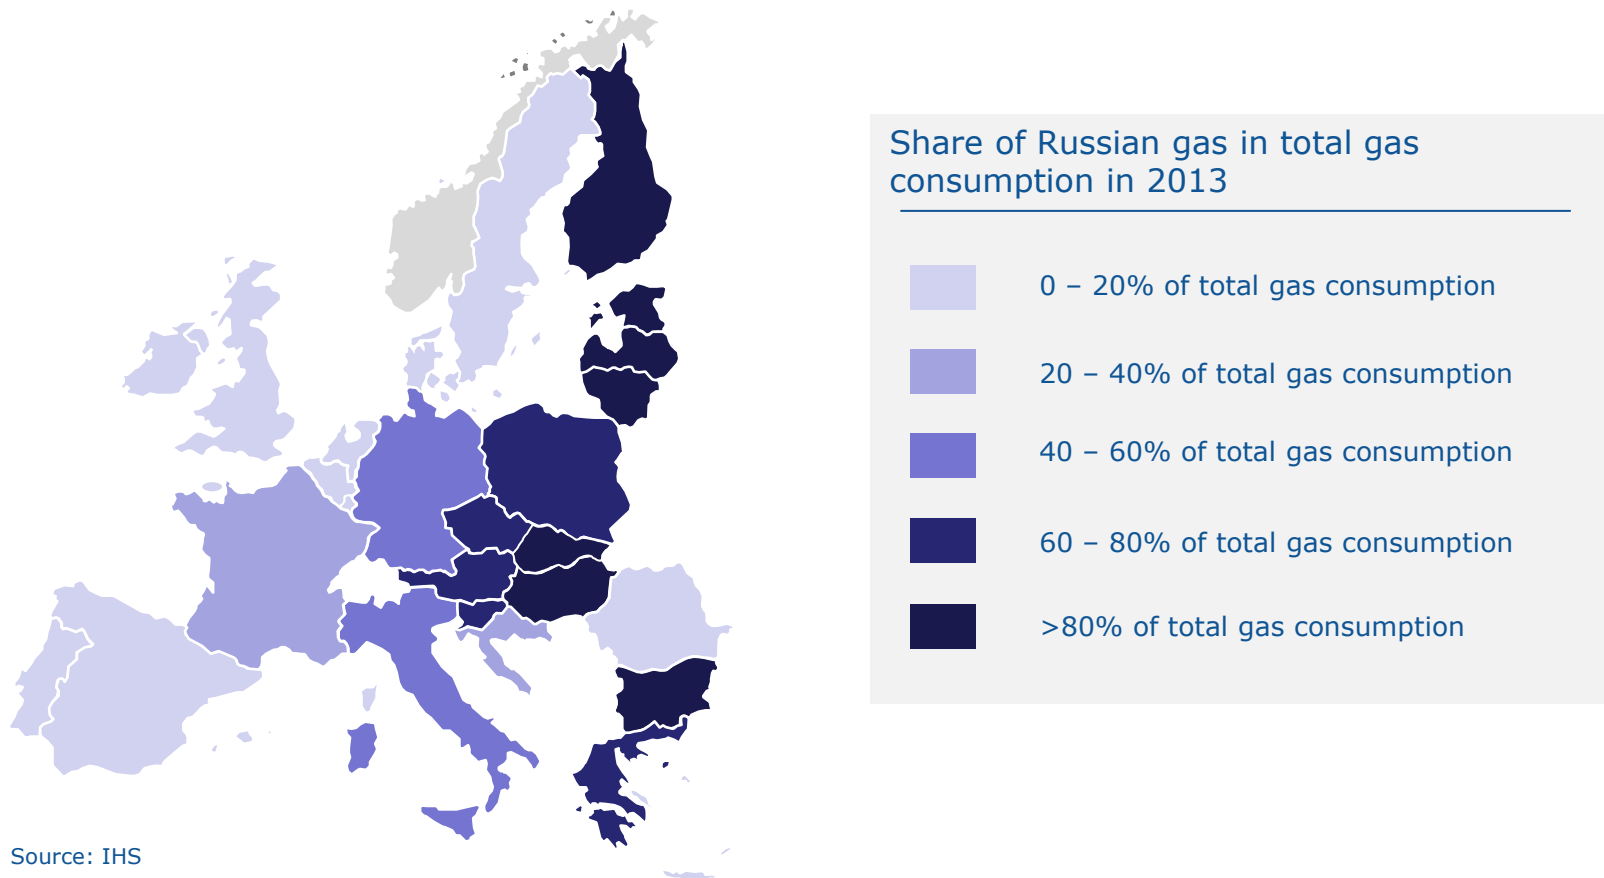 Share of Russian gas in total gas
consumption in 2013
0 – 20% of total gas consumption
20 – 40% of total gas consumption
40 – 60% of total gas consumption
60 – 80% of total gas consumption
>80% of total gas consumption
Source: IHS